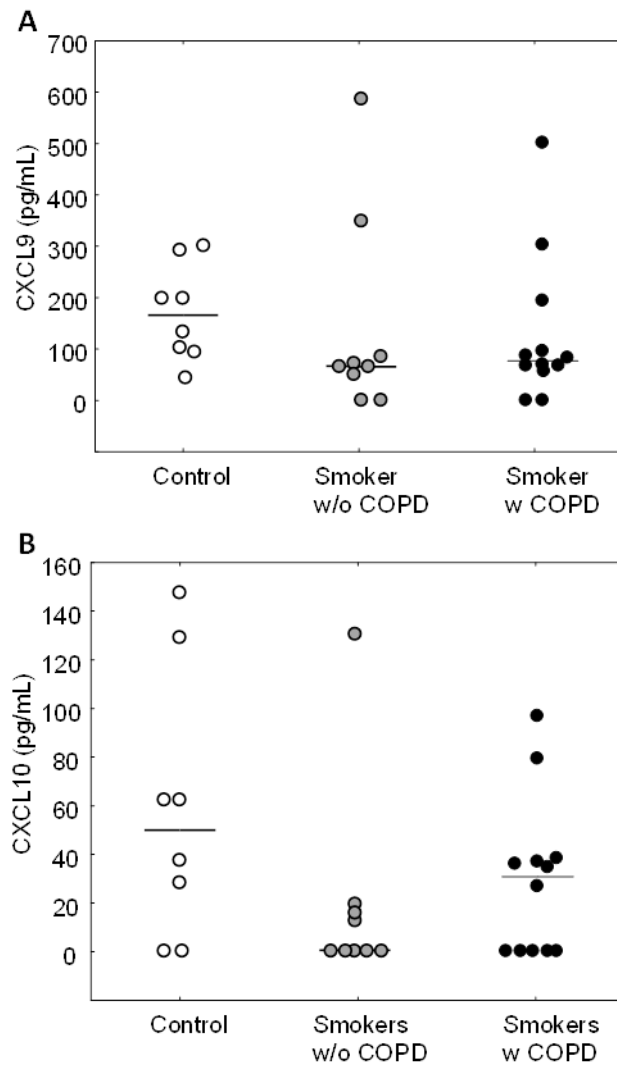 A
700
600
500
400
300
200
100
0
CXCL9 (pg/mL)
Control
Smoker
w/o COPD
Smoker
w COPD
B
160
140
120
100
80
60
40
20
0
CXCL10 (pg/mL)
Control
Smokers
w/o COPD
Smokers
w COPD